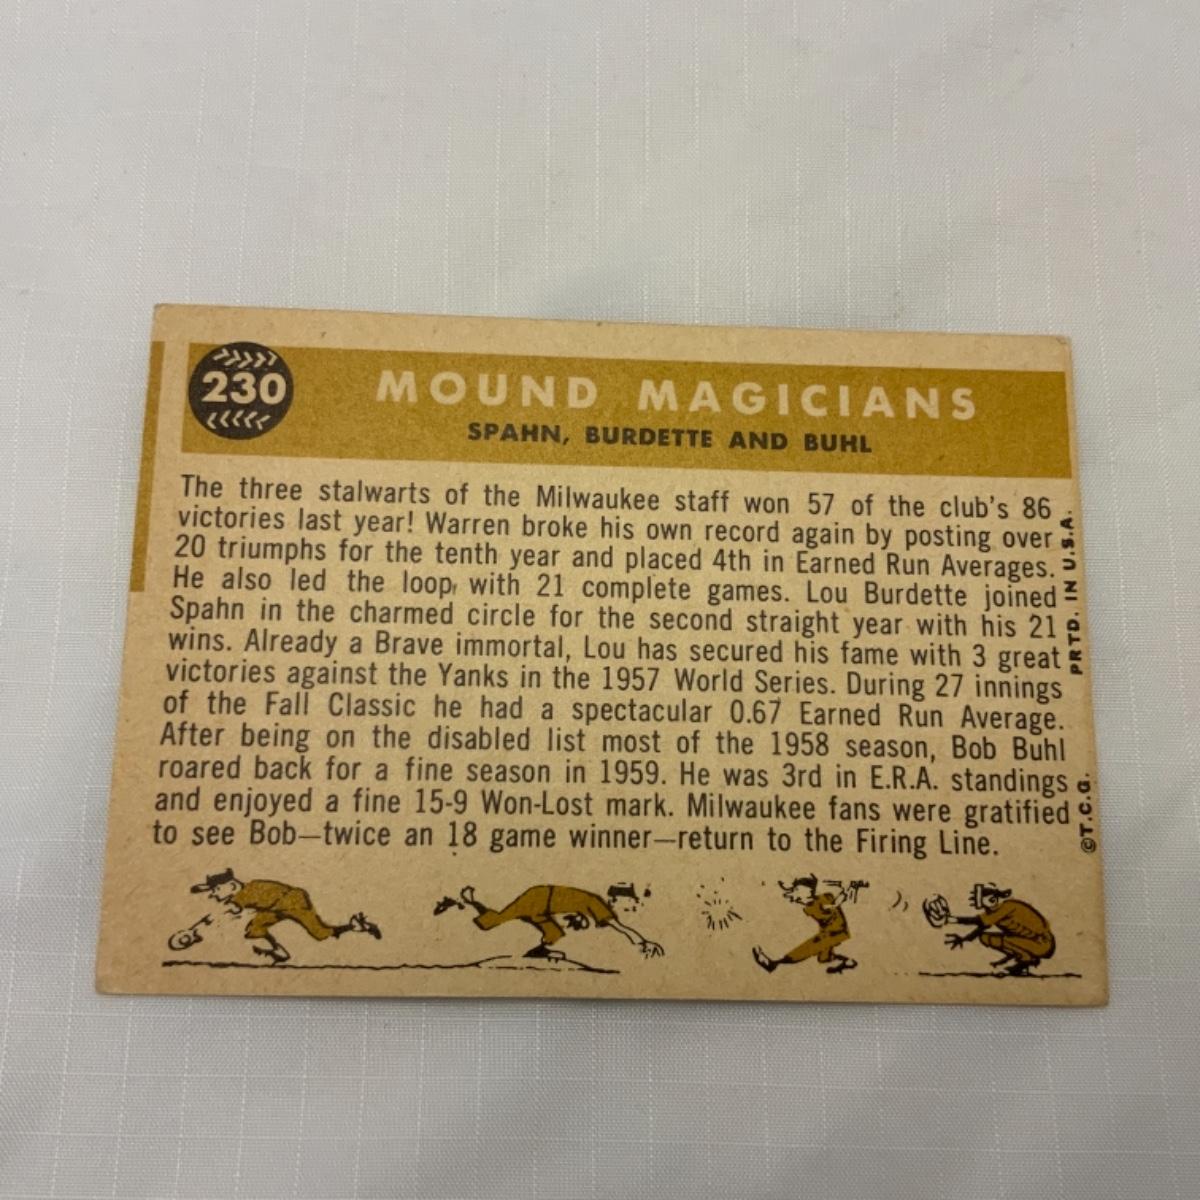 230
MOUND MAGICIANS
SPAHN, BURDETTE AND BUHL
The three stalwarts of the Milwaukee staff won 57 of the club's 86
victories last year! Warren broke his own record again by posting over
20 triumphs for the tenth year and placed 4th in Earned Run Averages.
He also led the loop with 21 complete games. Lou Burdette joined
Spahn in the charmed circle for the second straight year with his 21
wins. Already a Brave immortal, Lou has secured his fame with 3 great
victories against the Yanks in the 1957 World Series. During 27 innings
of the Fall Classic he had a spectacular 0.67 Earned Run Average.
After being on the disabled list most of the 1958 season, Bob Buhl
roared back for a fine season in 1959. He was 3rd in E.R.A. standings
and enjoyed a fine 15-9 Won-Lost mark. Milwaukee fans were gratified
to see Bob—twice an 18 game winner—return to the Firing Line.
©T.C.G. PRTD. IN U.S.A.